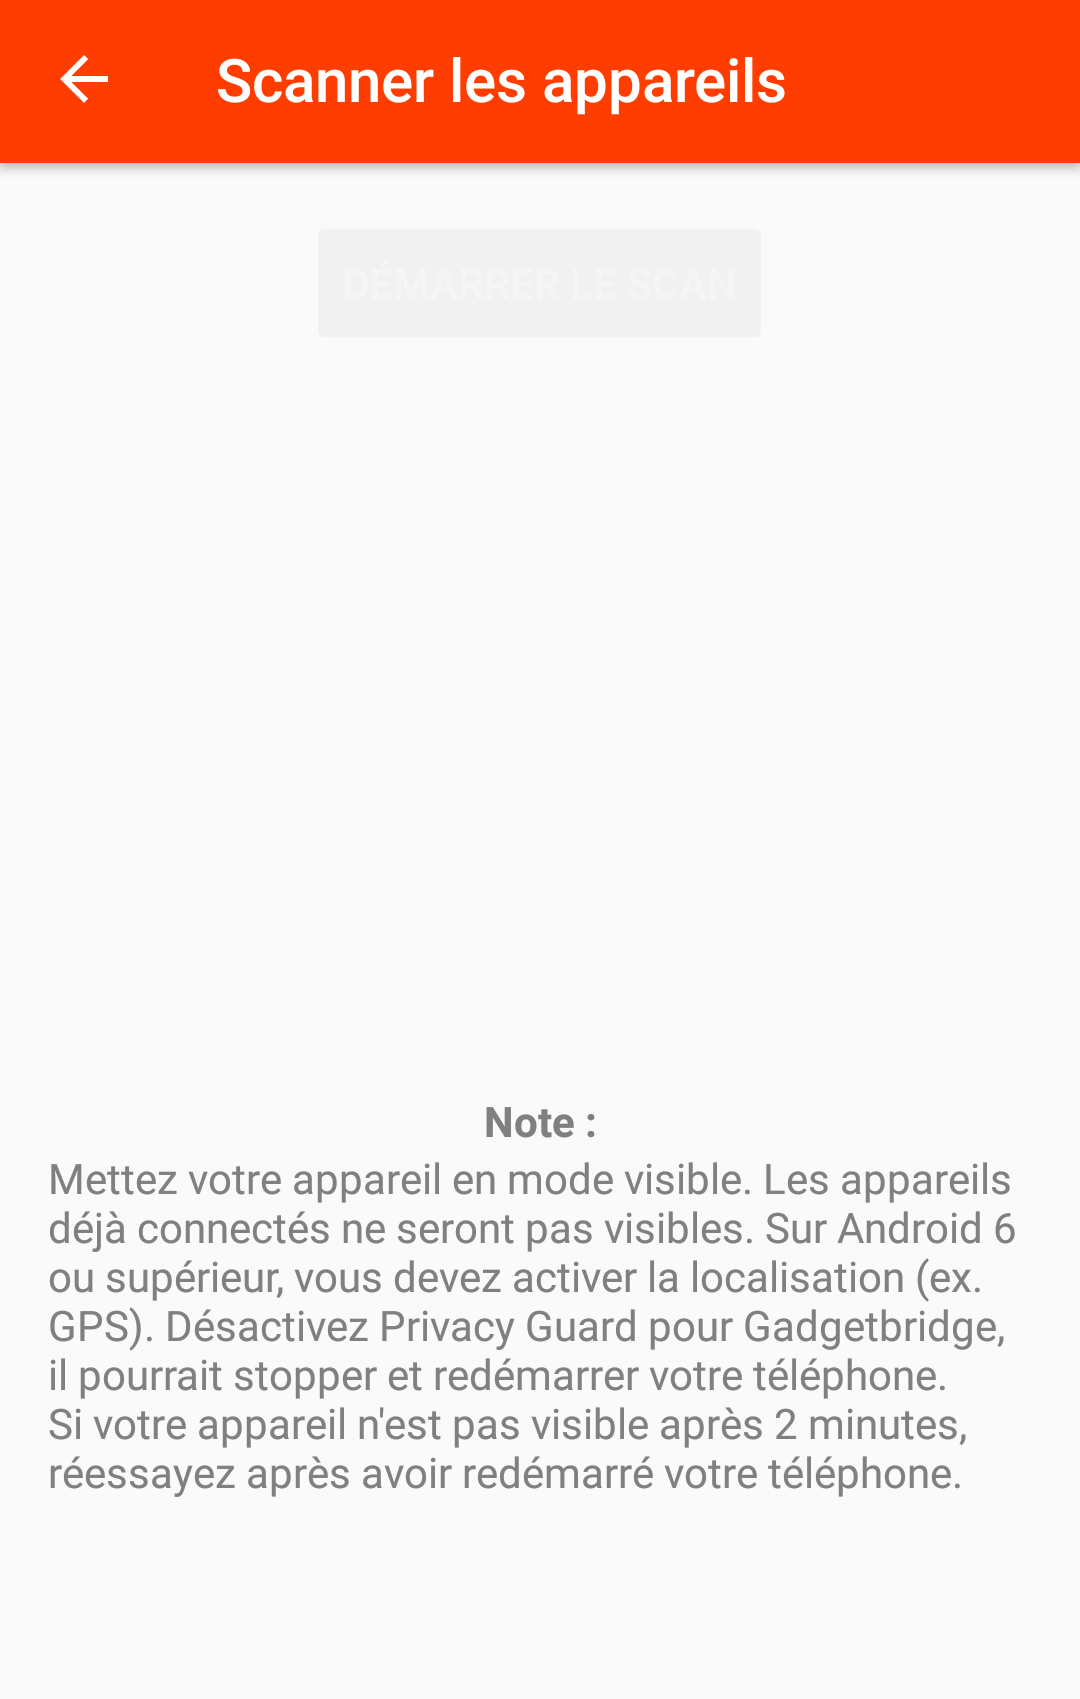 Scanner les appareils
DÉMARRER LE SCAN
Note :
Mettez votre appareil en mode visible. Les appareils
déjà connectés ne seront pas visibles. Sur Android 6
ou supérieur, vous devez activer la localisation (ex.
GPS). Désactivez Privacy Guard pour Gadgetbridge,
il pourrait stopper et redémarrer votre téléphone.
Si votre appareil n'est pas visible après 2 minutes,
réessayez après avoir redémarré votre téléphone.